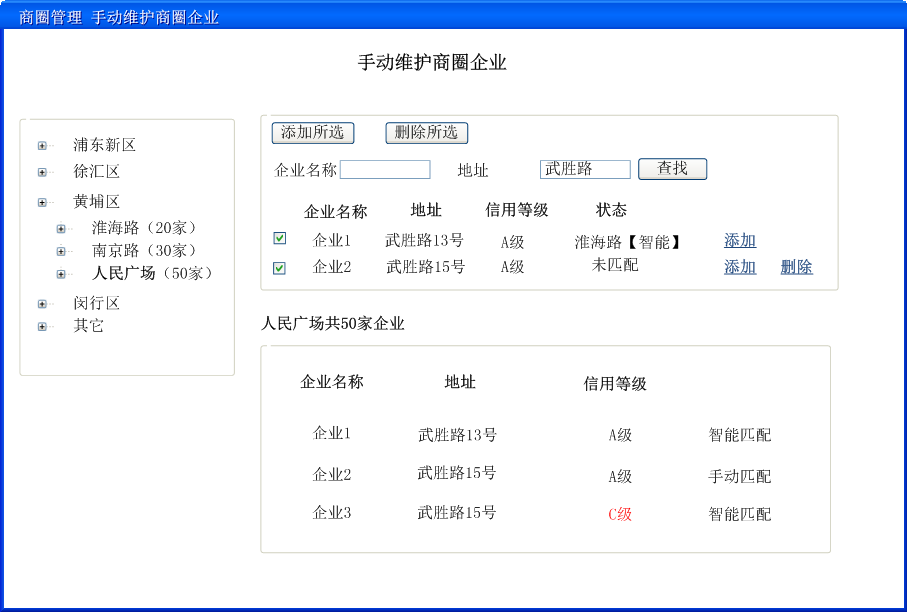 商圈管理 手动维护商圈企业
手动维护商圈企业
浦东新区
徐汇区
黄埔区
淮海路（20家）
南京路（30家）
人民广场（50家）
闵行区
其它
添加所选 删除所选
企业名称 地址 武胜路 查找
企业名称 地址 信用等级 状态
企业1 武胜路13号 A级 淮海路【智能】 添加
企业2 武胜路15号 A级 未匹配 添加 删除
人民广场共50家企业
企业名称 地址 信用等级
企业1 武胜路13号 A级 智能匹配
企业2 武胜路15号 A级 手动匹配
企业3 武胜路15号 C级 智能匹配